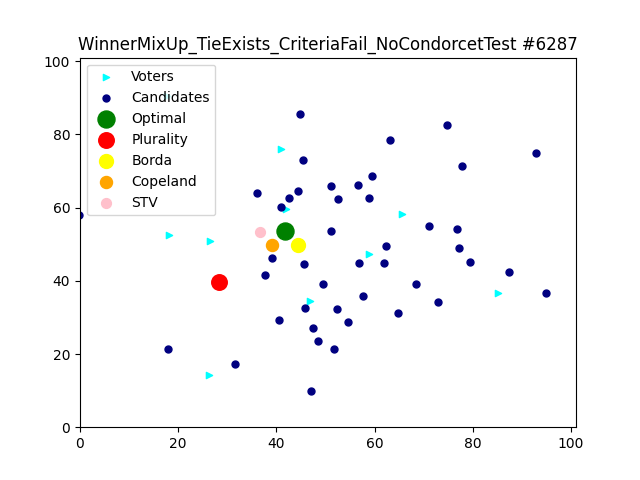 WinnerMixUp_TieExists_CriteriaFail_NoCondorcetTest #6287
100
80
60
40
20
0
Voters
Candidates
Optimal
Plurality
Borda
Copeland
STV
0 20 40 60 80 100